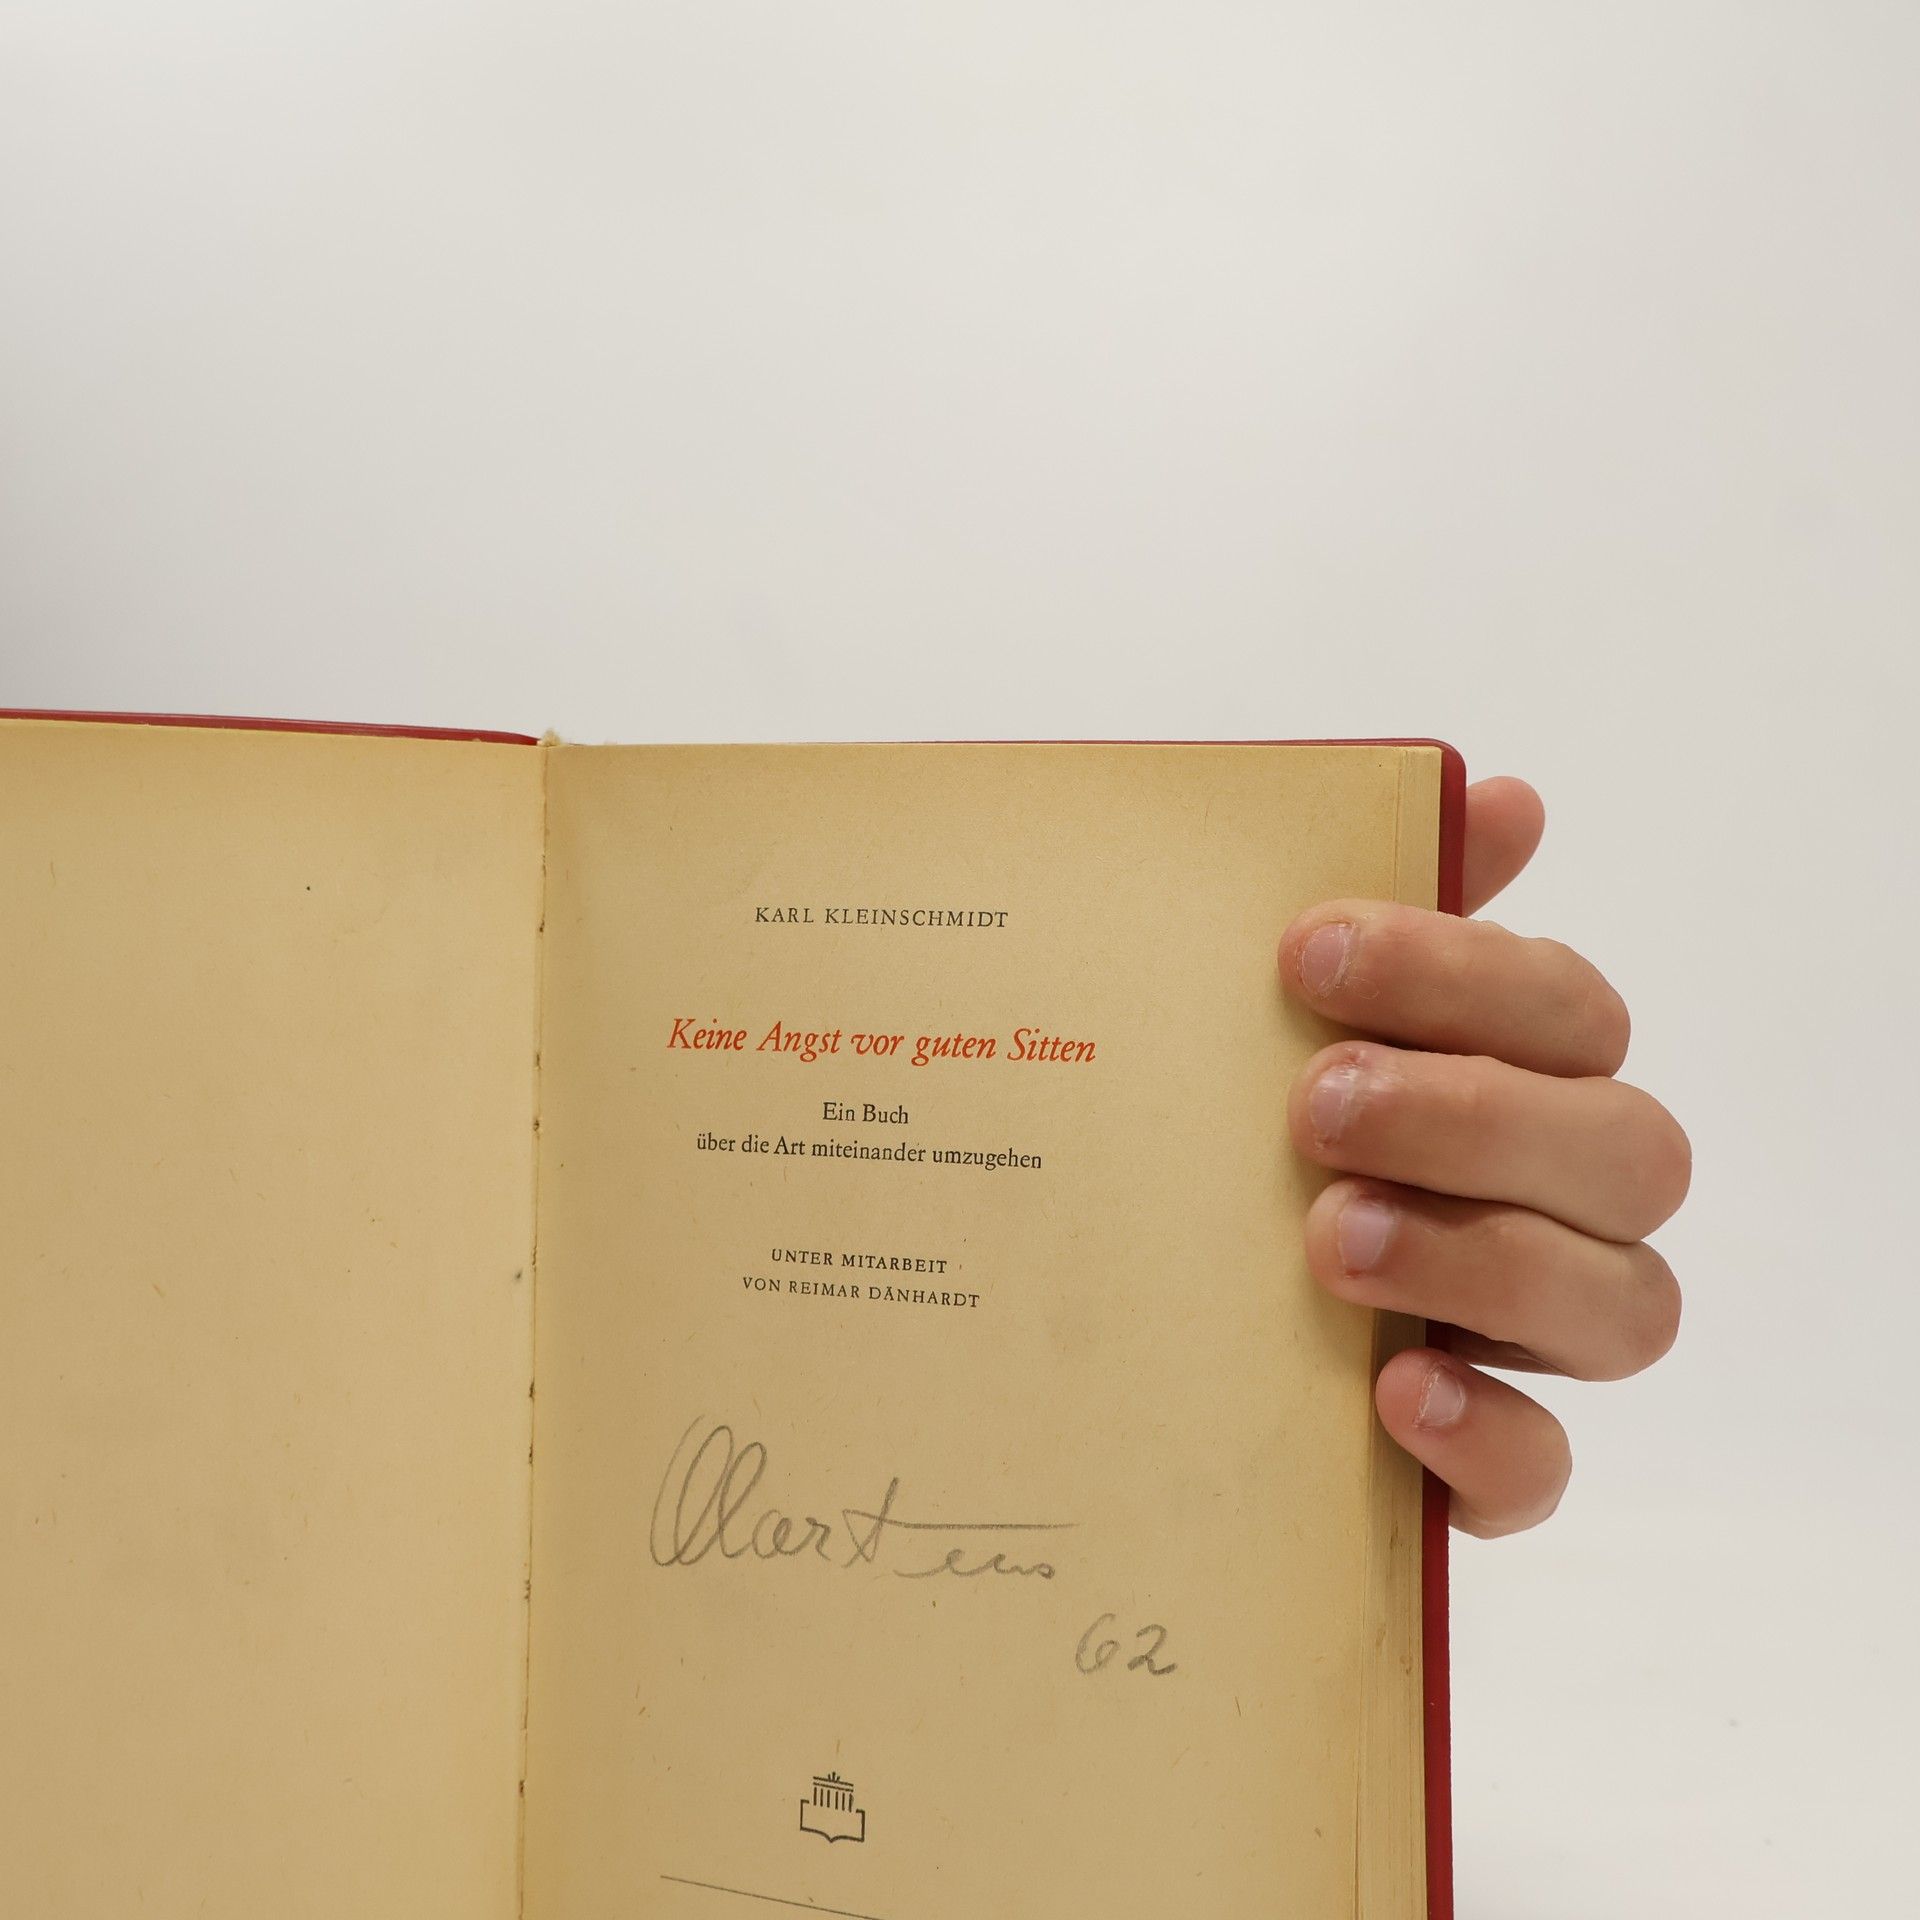 KARL KLEINSCHMIDT
Keine Angst vor guten Sitten
Ein Buch
über die Art miteinander umzugehen
UNTER MITARBEIT
VON REIMAR DÄNHARDT
Martens
62